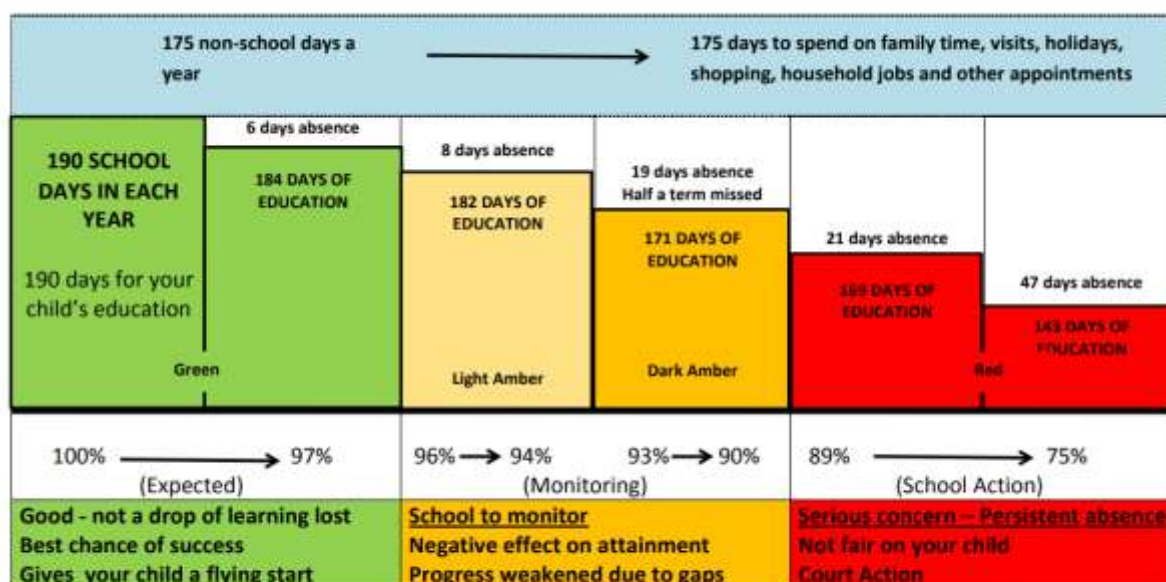 175 non-school days a
year
175 days to spend on family time, visits, holidays,
shopping, household jobs and other appointments
190 SCHOOL
DAYS IN EACH
YEAR
190 days for your
child's education
6 days absence
184 DAYS OF
EDUCATION
Green
8 days absence
182 DAYS OF
EDUCATION
Light Amber
19 days absence
Half a term missed
171 DAYS OF
EDUCATION
Dark Amber
21 days absence
169 DAYS OF
EDUCATION
47 days absence
143 DAYS OF
EDUCATION
Red
100% 97%
(Expected)
96% 94% 93% 90%
(Monitoring)
89% 75%
(School Action)
Good - not a drop of learning lost
Best chance of success
Gives your child a flying start
School to monitor
Negative effect on attainment
Progress weakened due to gaps
Serious concern – Persistent absence
Not fair on your child
Court Action